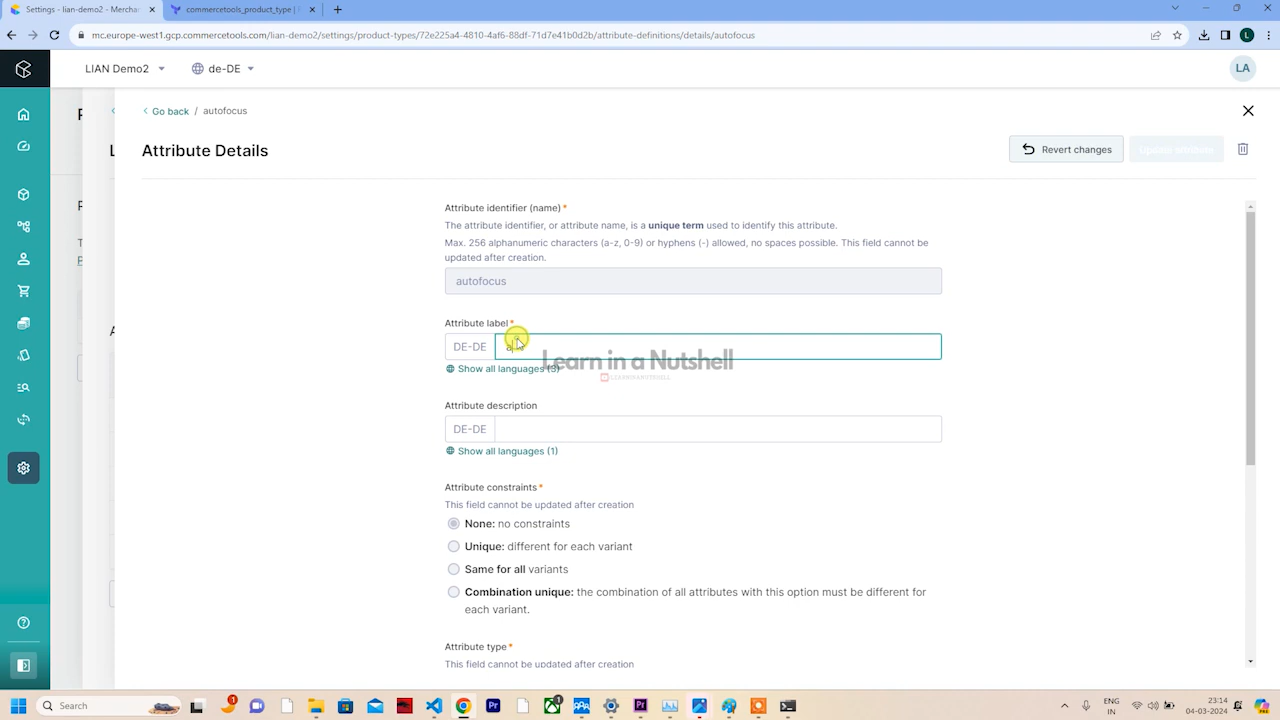 Settings - lian-demo2 - Merchan
commercetools_product_type |
mc.europe-west1.gcp.commercetools.com/lian-demo2/settings/product-types/72e225a4-4810-4af6-88df-71d7e41b0d2b/attribute-definitions/details/autofocus
L
LIAN Demo2
de-DE
LA
Go back / autofocus
Attribute Details
Revert changes
Update attribute
Attribute identifier (name)*
The attribute identifier, or attribute name, is a unique term used to identify this attribute.
Max. 256 alphanumeric characters (a-z, 0-9) or hyphens (-) allowed, no spaces possible. This field cannot be
updated after creation.
autofocus
Attribute label*
DE-DE
Learn in a Nutshell
LEARNINANUTSHELL
Show all languages (3)
Attribute description
DE-DE
Show all languages (1)
Attribute constraints*
This field cannot be updated after creation
None: no constraints
Unique: different for each variant
Same for all variants
Combination unique: the combination of all attributes with this option must be different for
each variant.
Attribute type*
This field cannot be updated after creation
Search
1
1
ENG
IN
23:14
04-03-2024